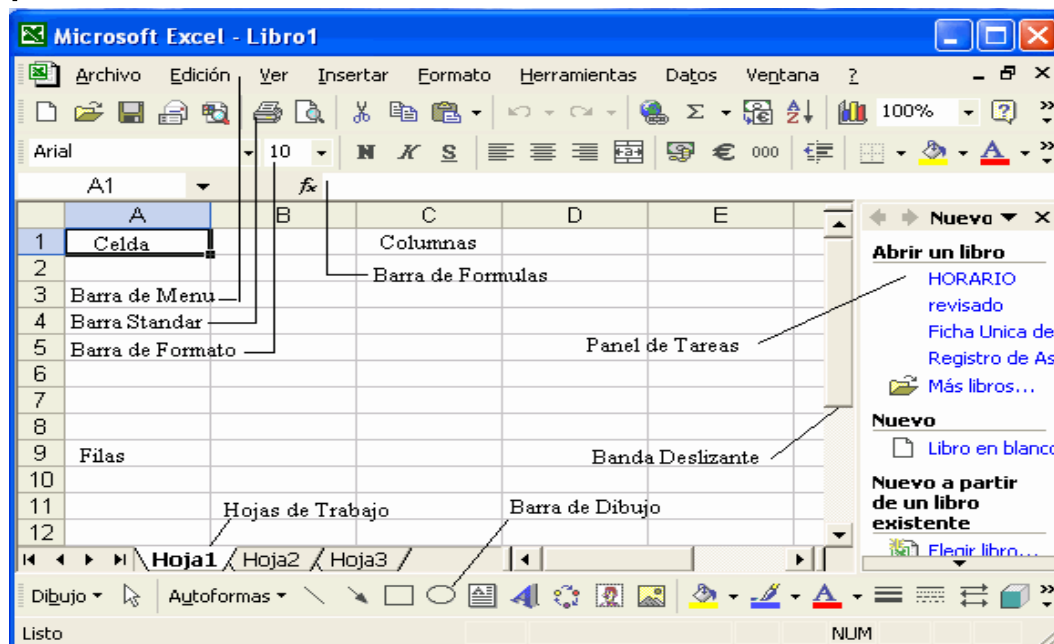 Microsoft Excel - Libro1
Archivo Edición Ver Insertar Formato Herramientas Datos Ventana ?
100%
Arial 10 N K S € 000
A1 fx
A B C D E
Nuevo
1 Celda Columnas
Abrir un libro
2 Barra de Formulas
HORARIO
3 Barra de Menu
revisado
4 Barra Standar
Ficha Unica de
5 Barra de Formato Panel de Tareas
Registro de As
6
Más libros...
7
8
Nuevo
9 Filas Banda Deslizante
Libro en blanco
10
Nuevo a partir
11 Hojas de Trabajo Barra de Dibujo
de un libro
existente
12
Elegir libro...
Hoja1 Hoja2 Hoja3
Dibujo Autoformas
Listo NUM